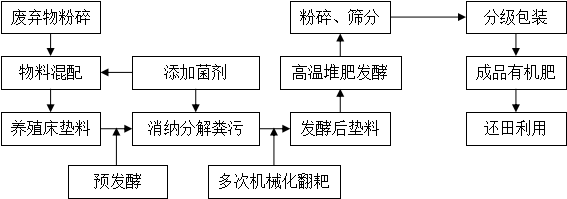 废弃物粉碎
粉碎、筛分
分级包装
物料混配
添加菌剂
高温堆肥发酵
成品有机肥
养殖床垫料
消纳分解粪污
发酵后垫料
还田利用
预发酵
多次机械化翻耙